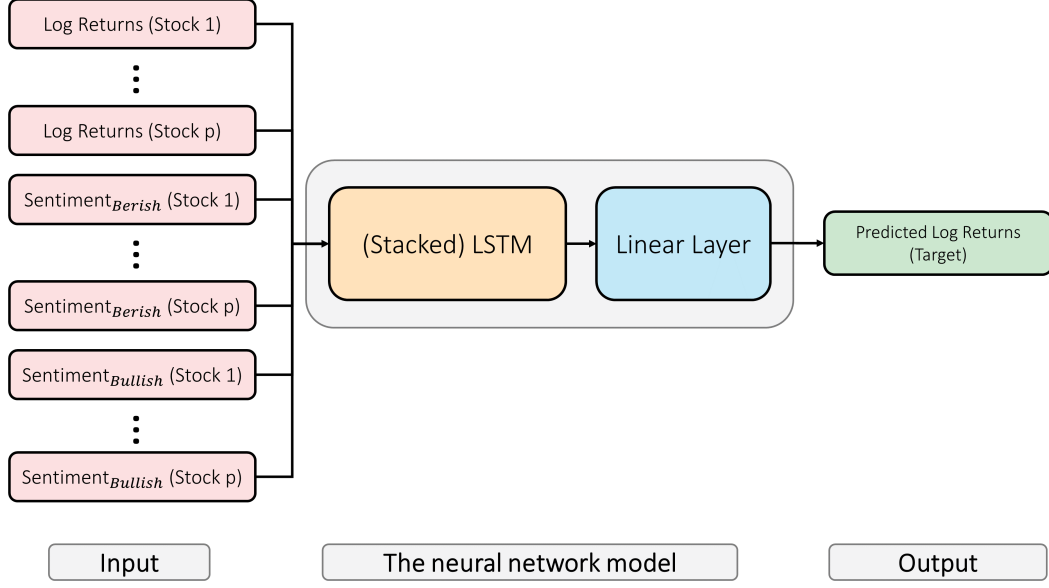 Log Returns (Stock 1)
Log Returns (Stock p)
Sentiment_Berish (Stock 1)
Sentiment_Berish (Stock p)
Sentiment_Bullish (Stock 1)
Sentiment_Bullish (Stock p)
(Stacked) LSTM
Linear Layer
Predicted Log Returns
(Target)
Input
The neural network model
Output